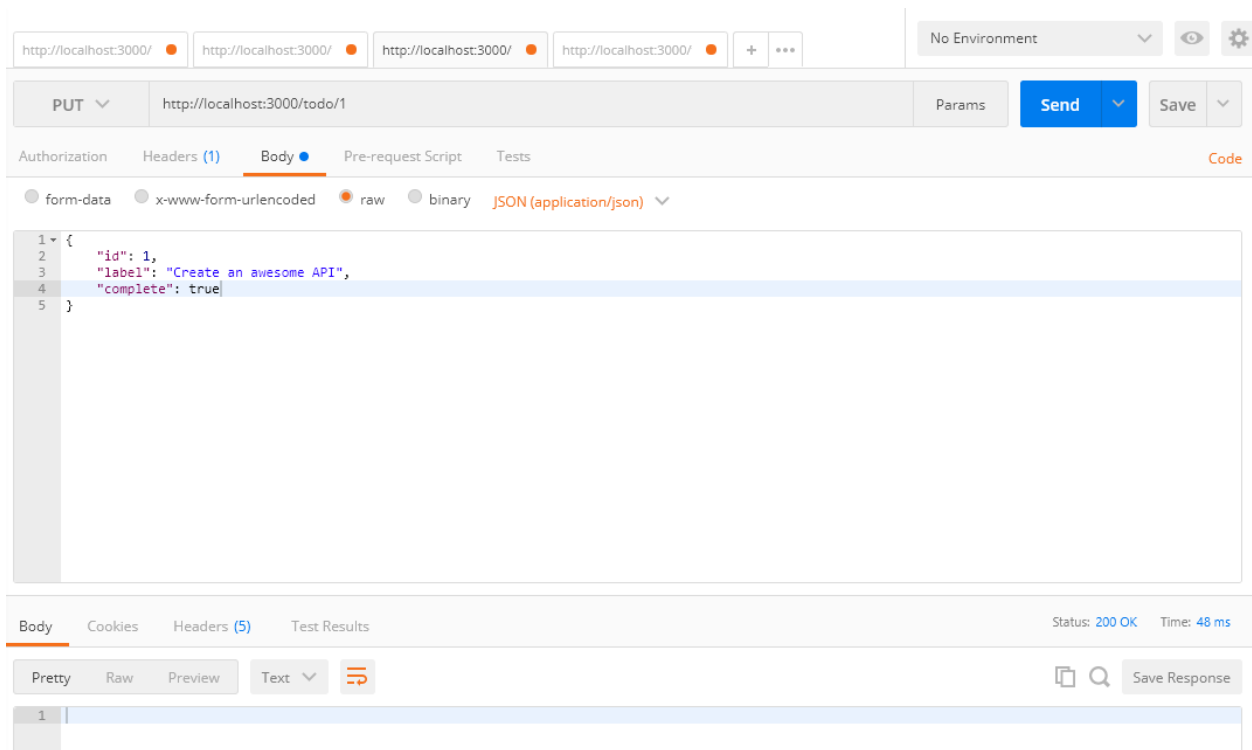 http://localhost:3000/ http://localhost:3000/ http://localhost:3000/ http://localhost:3000/ + ••• No Environment
PUT http://localhost:3000/todo/1 Params Send Save
Authorization Headers (1) Body Pre-request Script Tests Code
form-data x-www-form-urlencoded raw binary JSON (application/json)
1 {
2 "id": 1,
3 "label": "Create an awesome API",
4 "complete": true
5 }
Body Cookies Headers (5) Test Results Status: 200 OK Time: 48 ms
Pretty Raw Preview Text Save Response
1